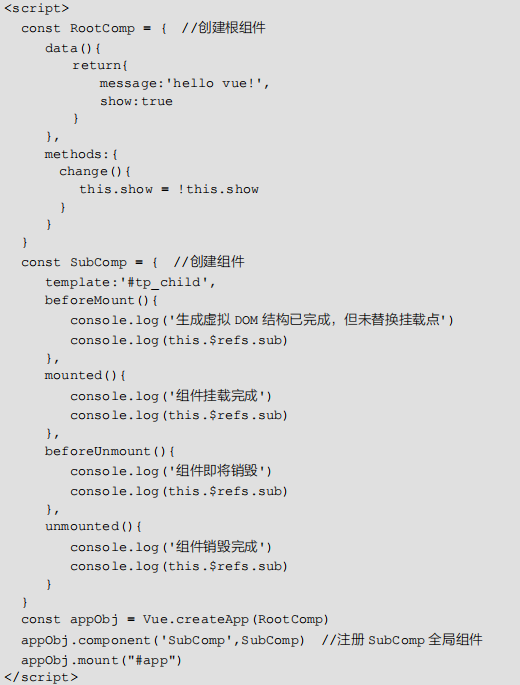 <script>
const RootComp = { //创建根组件
data(){
return{
message:'hello vue!',
show:true
}
},
methods:{
change(){
this.show = !this.show
}
}
}
const SubComp = { //创建组件
template:'#tp_child',
beforeMount(){
console.log('生成虚拟 DOM 结构已完成，但未替换挂载点')
console.log(this.$refs.sub)
},
mounted(){
console.log('组件挂载完成')
console.log(this.$refs.sub)
},
beforeUnmount(){
console.log('组件即将销毁')
console.log(this.$refs.sub)
},
unmounted(){
console.log('组件销毁完成')
console.log(this.$refs.sub)
}
}
const appObj = Vue.createApp(RootComp)
appObj.component('SubComp',SubComp) //注册 SubComp 全局组件
appObj.mount("#app")
</script>